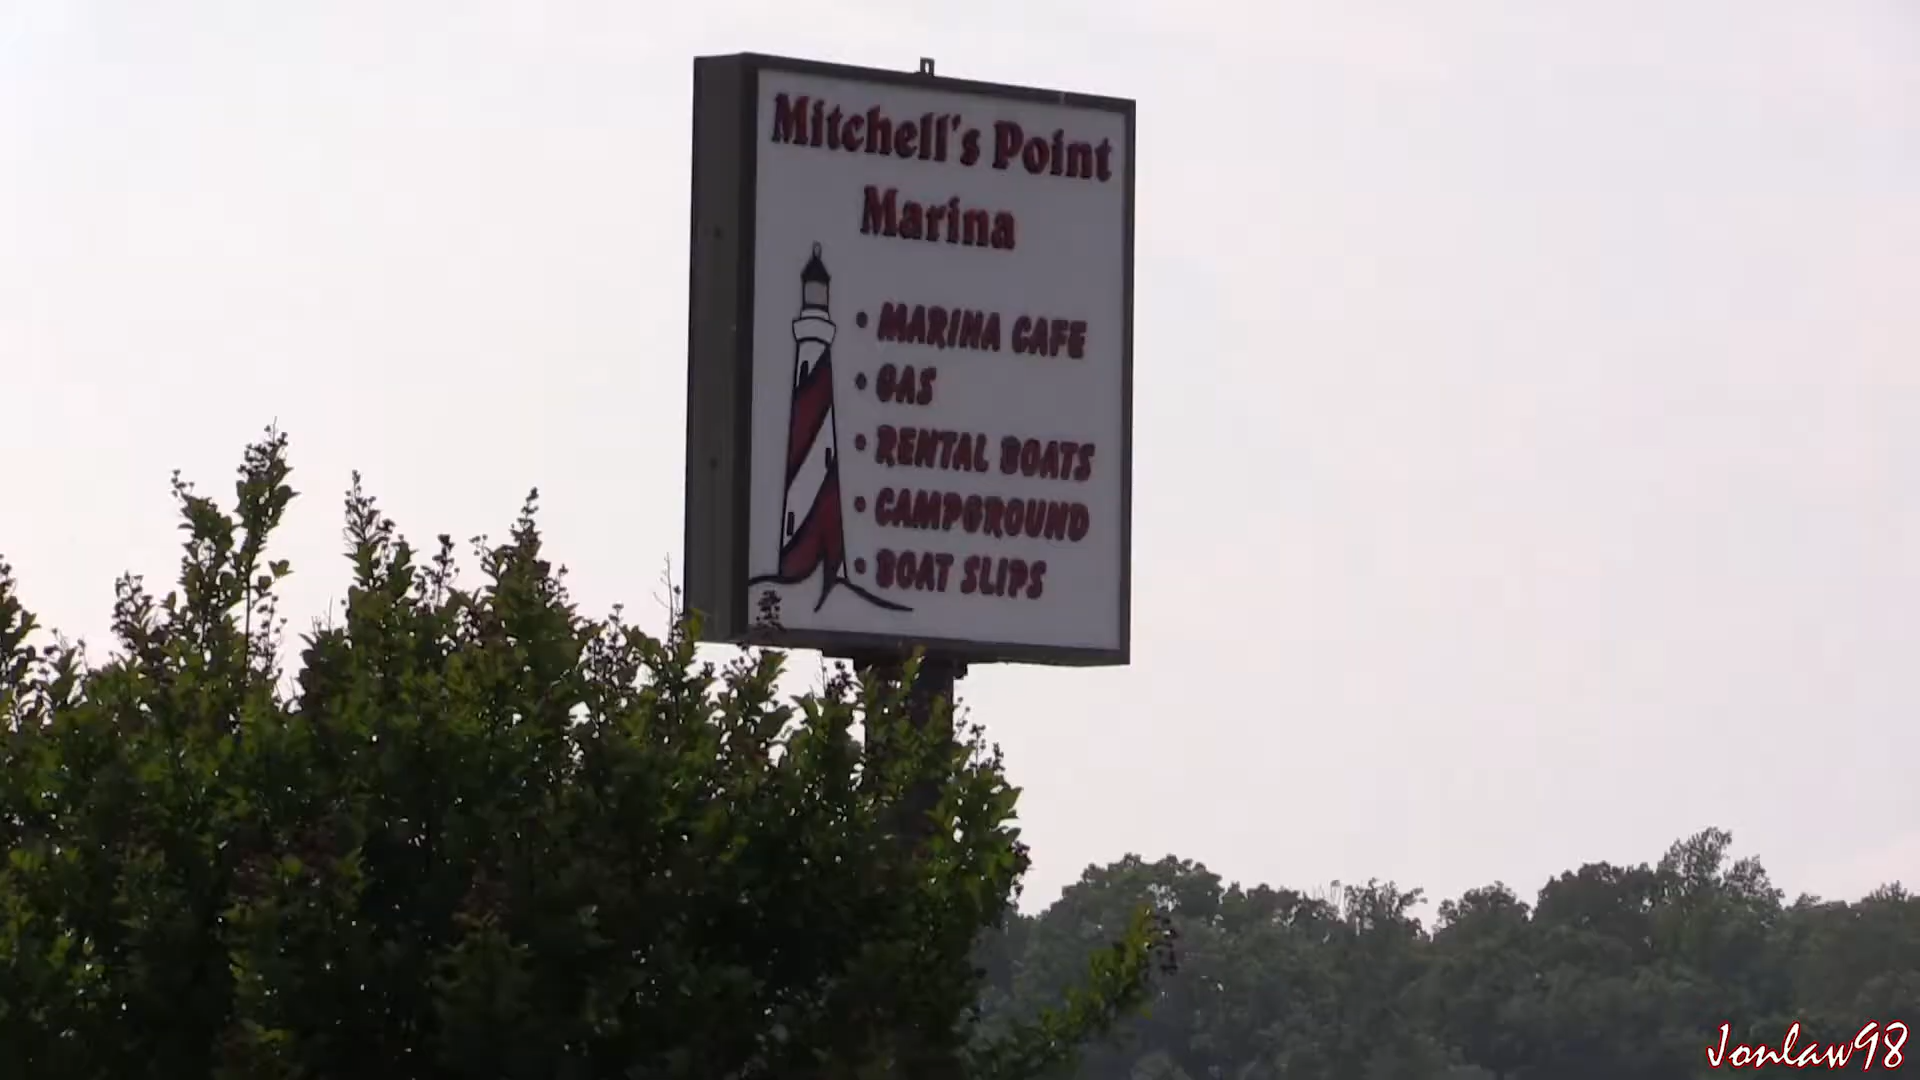 Mitchell's Point
Marina
• MARINA CAFE
• GAS
• RENTAL BOATS
• CAMPGROUND
• BOAT SLIPS
Jonlaw98